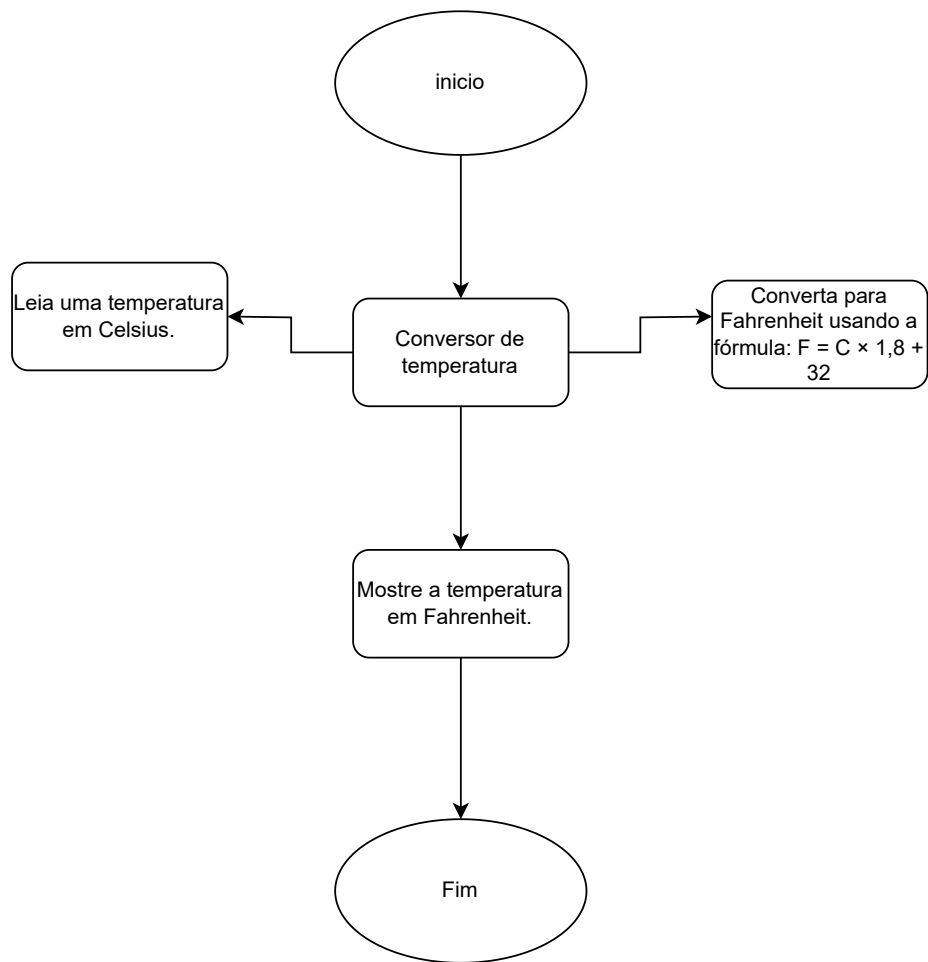 inicio
Leia uma temperatura
em Celsius.
Conversor de
temperatura
Converta para
Fahrenheit usando a
fórmula: F = C × 1,8 +
32
Mostre a temperatura
em Fahrenheit.
Fim